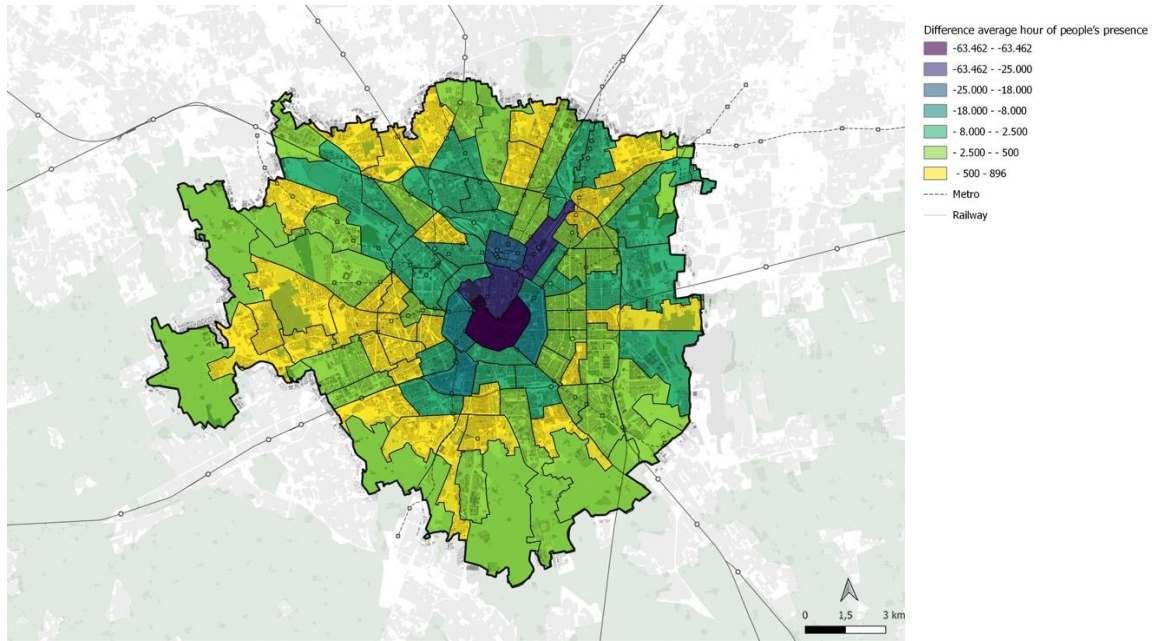 Difference average hour of people's presence
-63.462 - -63.462
-63.462 - -25.000
-25.000 - -18.000
-18.000 - -8.000
- 8.000 - - 2.500
- 2.500 - - 500
- 500 - 896
Metro
Railway
0 1,5 3 km